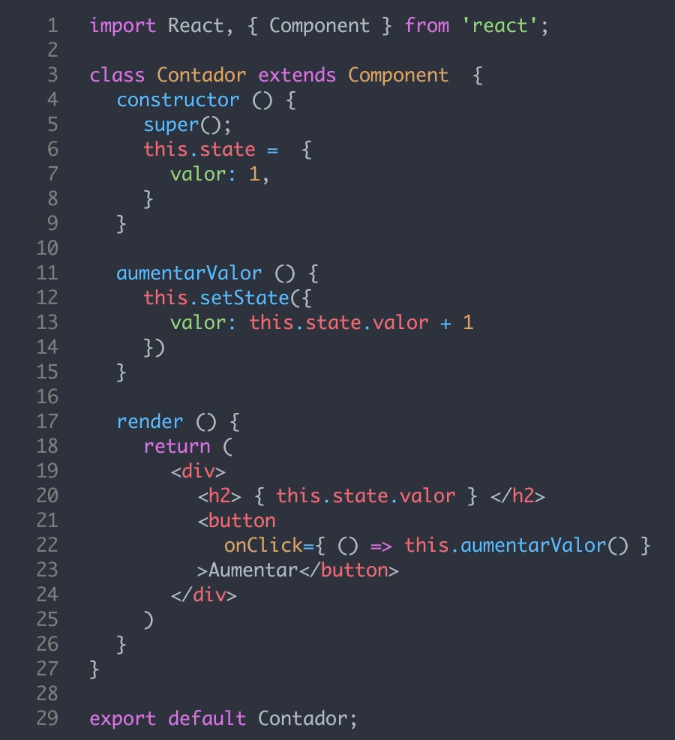 1 import React, { Component } from 'react';
2
3 class Contador extends Component  {
4   constructor () {
5     super();
6     this.state =  {
7       valor: 1,
8     }
9   }
10
11   aumentarValor () {
12     this.setState({
13       valor: this.state.valor + 1
14     })
15   }
16
17   render () {
18     return (
19       <div>
20         <h2> { this.state.valor } </h2>
21         <button
22           onClick={ () => this.aumentarValor() }
23         >Aumentar</button>
24       </div>
25     )
26   }
27 }
28
29 export default Contador;